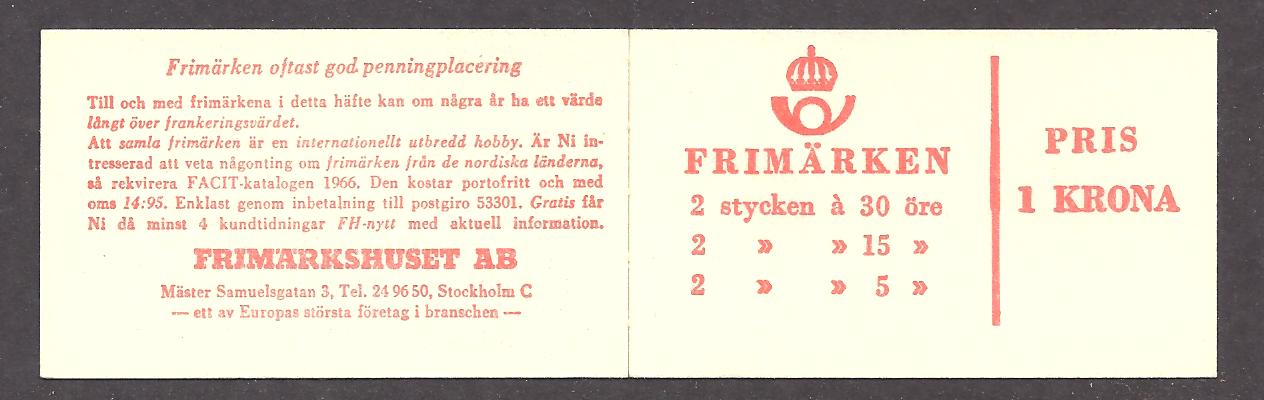 Frimärken oftast god penningplacering
Till och med frimärkena i detta häfte kan om några år ha ett värde
långt över frankeringsvärdet.
Att samla frimärken är en internationellt utbredd hobby. Är Ni in-
tresserad att veta någonting om frimärken från de nordiska länderna,
så rekvirera FACIT-katalogen 1966. Den kostar portofritt och med
oms 14:95. Enklast genom inbetalning till postgiro 53301. Gratis får
Ni då minst 4 kundtidningar FH-nytt med aktuell information.
FRIMÄRKSHUSET AB
Mäster Samuelsgatan 3, Tel. 24 96 50, Stockholm C
— ett av Europas största företag i branschen —
FRIMÄRKEN
2 stycken à 30 öre
2 » » 15 »
2 » » 5 »
PRIS
1 KRONA